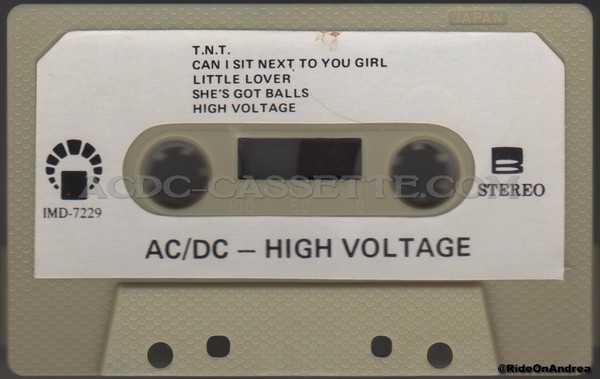 JAPAN
T.N.T.
CAN I SIT NEXT TO YOU GIRL
LITTLE LOVER
SHE'S GOT BALLS
HIGH VOLTAGE
ACDC-CASSETTE.COM
B
STEREO
IMD-7229
AC/DC – HIGH VOLTAGE
@RideOnAndrea